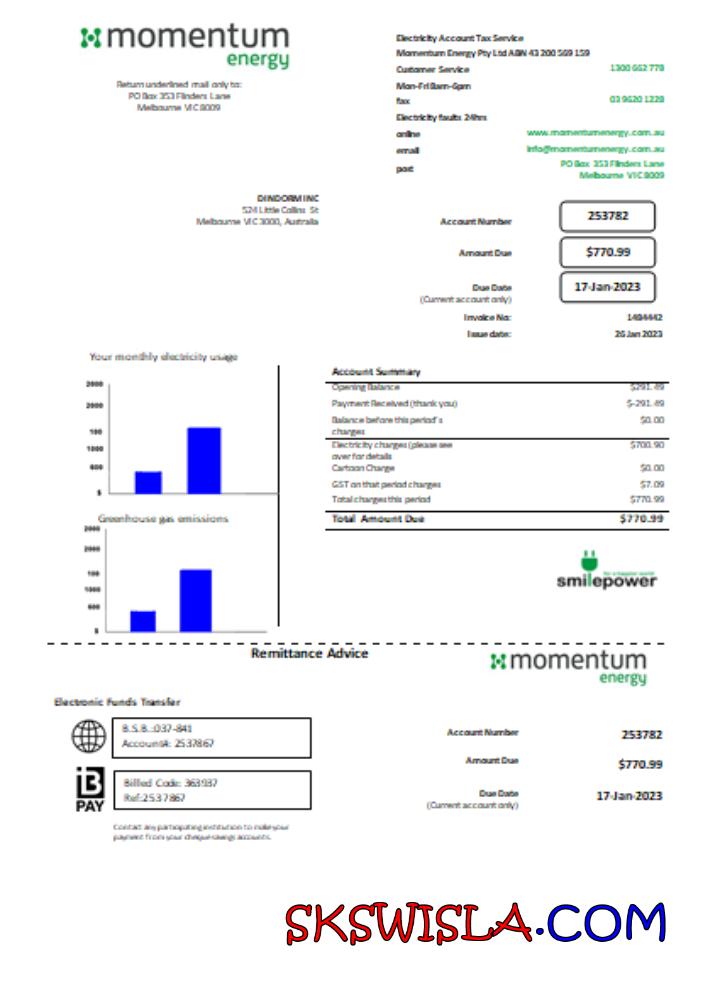 momentum
energy
Return underlined mail only to:
PO Box 353 Flinders Lane
Melbourne VIC 8009
Electricity Account Tax Service
Momentum Energy Pty Ltd ABN 43 200 569 159
Customer Service 1300 662 778
Mon-Fri 8am-6pm
fax 03 9620 1228
Electricity faults 24hrs
online www.momentumenergy.com.au
email info@momentumenergy.com.au
post PO Box 353 Flinders Lane
Melbourne VIC 8009
DINDORM INC
524 Little Collins St
Melbourne VIC 3000, Australia
Account Number 253782
Amount Due $770.99
Due Date 17-Jan-2023
(Current account only)
Invoice No: 1494442
Issue date: 26 Jan 2023
Your monthly electricity usage
2000
2000
100
1000
600
$
Greenhouse gas emissions
2000
2000
100
1000
600
$
Account Summary
Opening Balance $291.49
Payment Received (thank you) $-291.49
Balance before this period's $0.00
charges
Electricity charges (please see $700.90
over for details
Cartoon Charge $0.00
GST on that period charges $7.09
Total charges this period $770.99
Total Amount Due $770.99
smilepower
Remittance Advice
momentum
energy
Electronic Funds Transfer
B.S.B.:037-841
Account#: 2537867
B
PAY
Billed Code: 363937
Ref:2537867
Contact any participating institution to make your
payment from your cheque savings accounts.
Account Number 253782
Amount Due $770.99
Due Date 17-Jan-2023
(Current account only)
SKSWISLA.COM